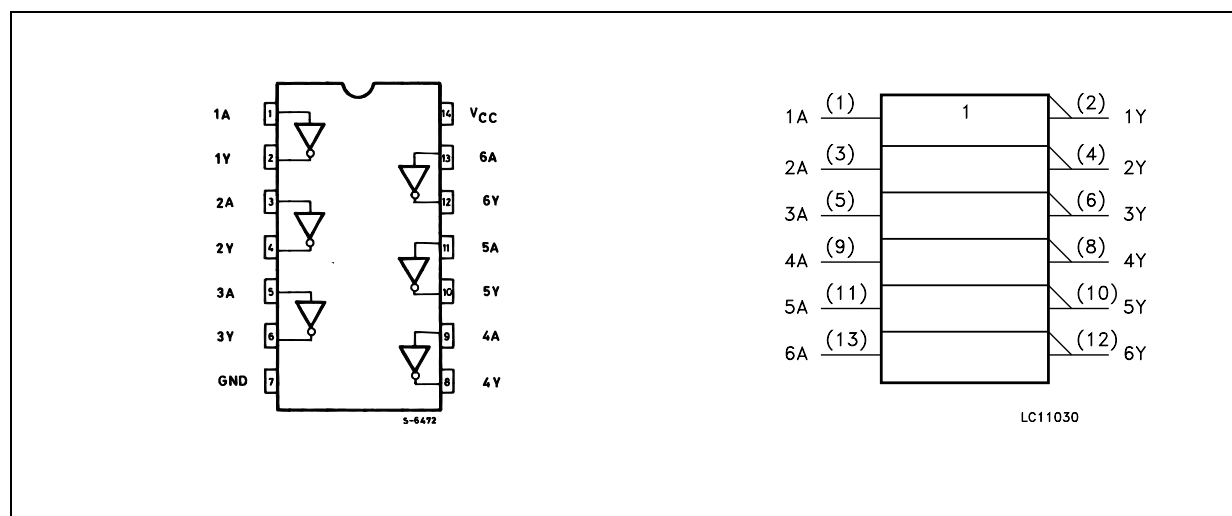 1A 1 14 VCC
1Y 2 13 6A
2A 3 12 6Y
2Y 4 11 5A
3A 5 10 5Y
3Y 6 9 4A
GND 7 8 4Y
S-6472
1A (1) 1 (2) 1Y
2A (3) (4) 2Y
3A (5) (6) 3Y
4A (9) (8) 4Y
5A (11) (10) 5Y
6A (13) (12) 6Y
LC11030